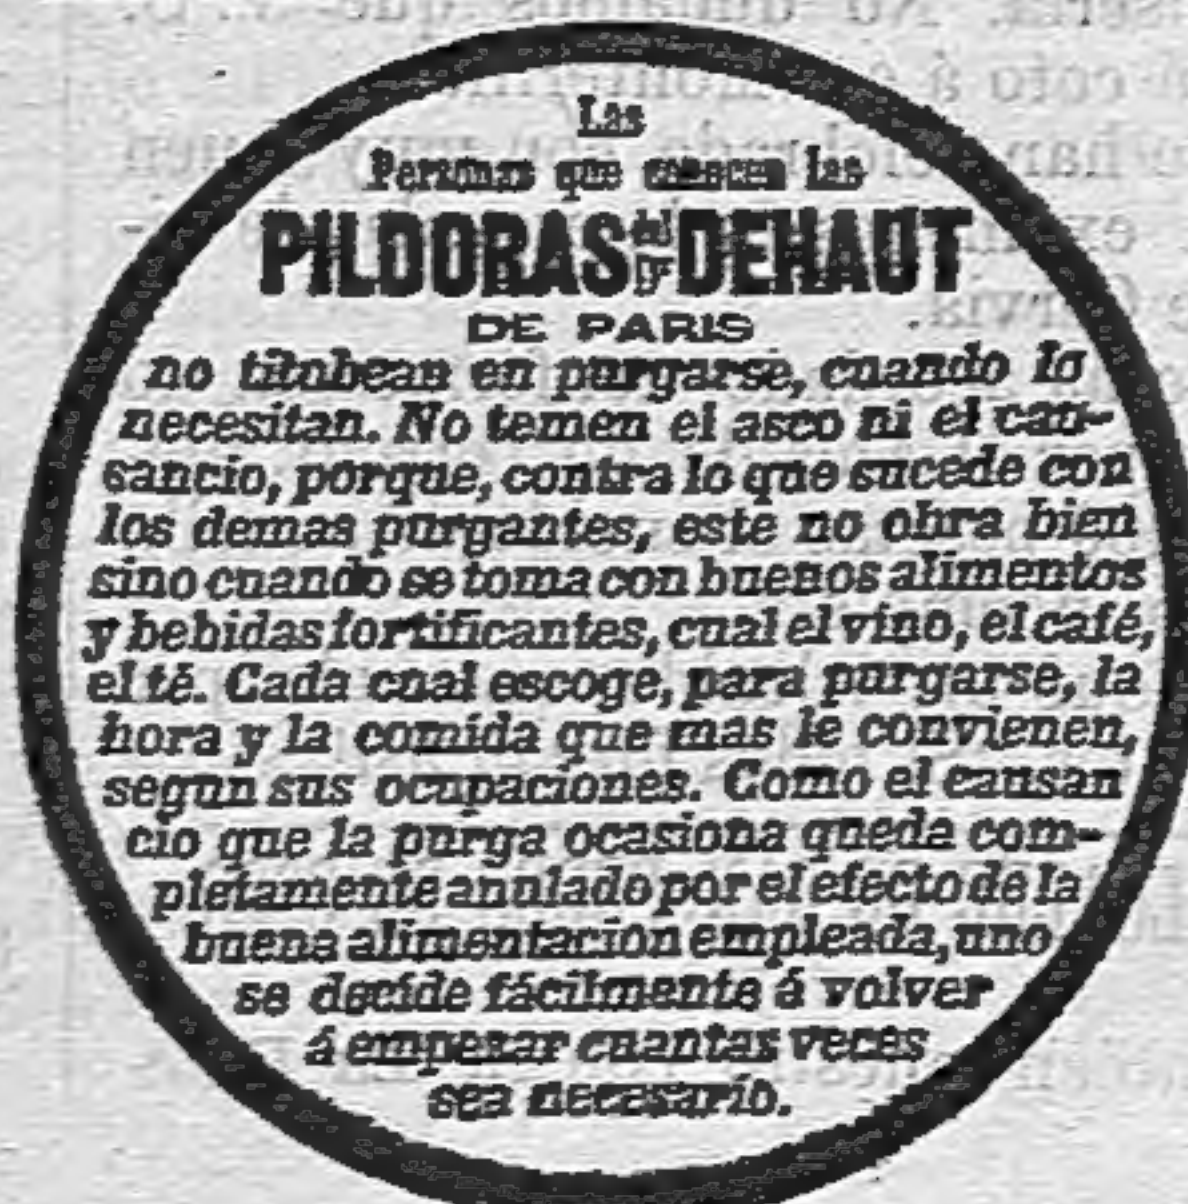 Las
Personas que conocen las
PILDORAS DEL DR DEHAUT
DE PARIS
no titubean en purgarse, cuando lo
necesitan. No temen el asco ni el cau-
sancio, porque, contra lo que sucede con
los demas purgantes, este no obra bien
sino cuando se toma con buenos alimentos
y bebidas fortificantes, cual el vino, el café,
el té. Cada cual escoge, para purgarse, la
hora y la comida que mas le convienen,
segun sus ocupaciones. Como el causan
cio que la purga ocasiona queda com-
pletamente anulado por el efecto de la
buena alimentacion empleada, uno
se decide fácilmente á volver
á empezar cuantas veces
sea necesario.